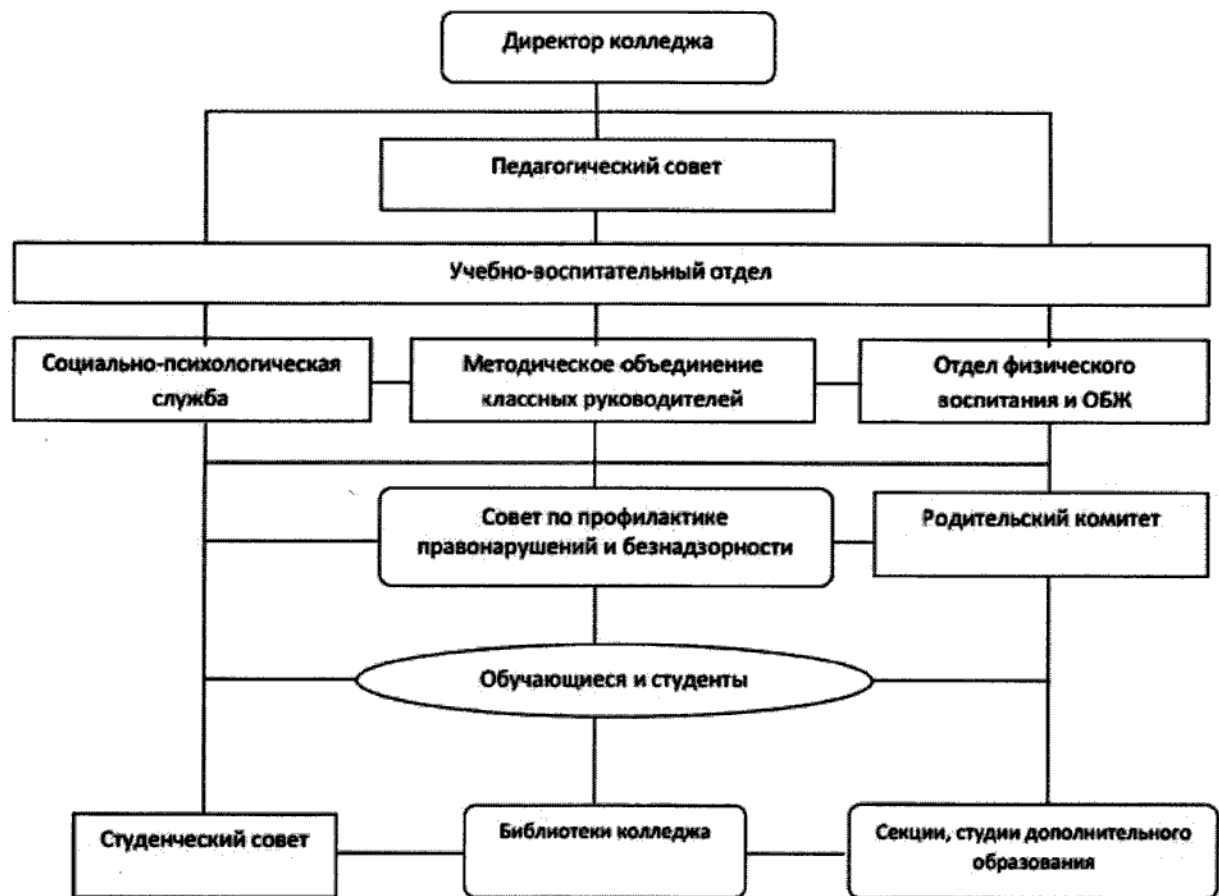 Директор колледжа
Педагогический совет
Учебно-воспитательный отдел
Социально-психологическая
служба
Методическое объединение
классных руководителей
Отдел физического
воспитания и ОБЖ
Совет по профилактике
правонарушений и безнадзорности
Родительский комитет
Обучающиеся и студенты
Студенческий совет
Библиотеки колледжа
Секции, студии дополнительного
образования